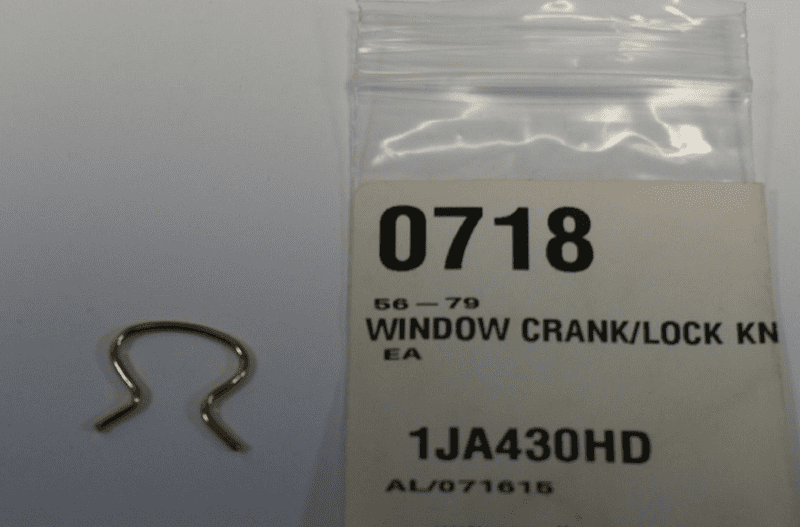 0718
56 — 79
WINDOW CRANK/LOCK KN
EA
1JA430HD
AL/071615